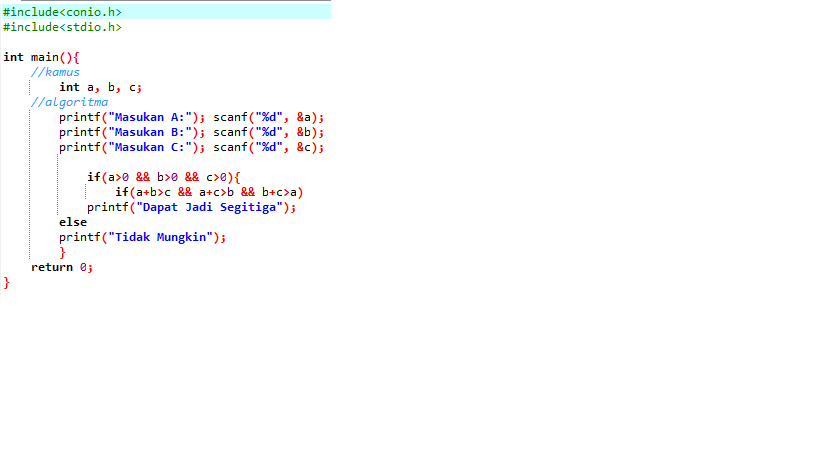 #include<conio.h>
#include<stdio.h>
int main(){
//kamus
int a, b, c;
//algoritma
printf("Masukan A:"); scanf("%d", &a);
printf("Masukan B:"); scanf("%d", &b);
printf("Masukan C:"); scanf("%d", &c);
if(a>0 && b>0 && c>0){
if(a+b>c && a+c>b && b+c>a)
printf("Dapat Jadi Segitiga");
else
printf("Tidak Mungkin");
}
return 0;
}